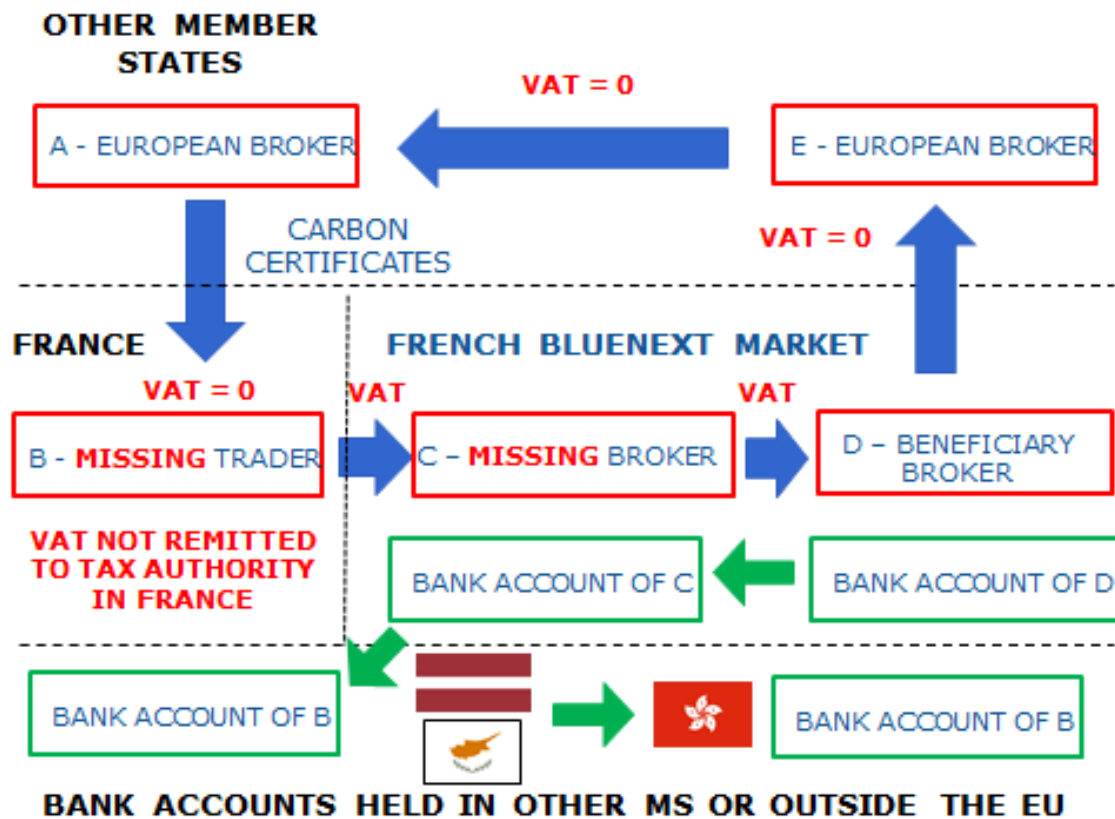 OTHER MEMBER
STATES
VAT = 0
A - EUROPEAN BROKER
E - EUROPEAN BROKER
VAT = 0
CARBON
CERTIFICATES
FRANCE
FRENCH BLUENEXT MARKET
VAT = 0
VAT
VAT
B - MISSING TRADER
C – MISSING BROKER
D – BENEFICIARY
BROKER
VAT NOT REMITTED
TO TAX AUTHORITY
IN FRANCE
BANK ACCOUNT OF C
BANK ACCOUNT OF D
BANK ACCOUNT OF B
BANK ACCOUNT OF B
BANK ACCOUNTS HELD IN OTHER MS OR OUTSIDE THE EU